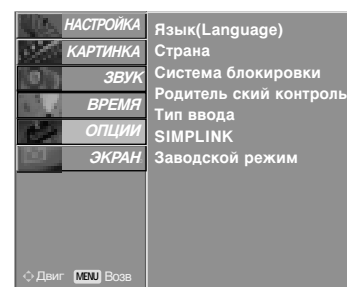 НАСТРОЙКА
КАРТИНКА
ЗВУК
ВРЕМЯ
ОПЦИИ
ЭКРАН
Язык(Language)
Страна
Система блокировки
Родитель ский контроль
Тип ввода
SIMPLINK
Заводской режим
Двиг MENU Возв